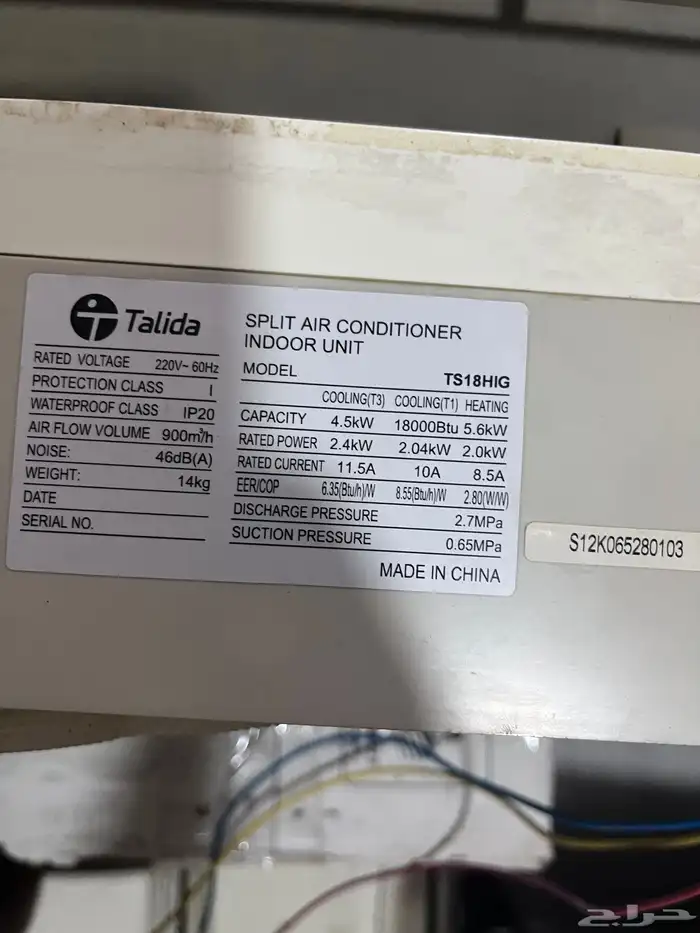 Talida
SPLIT AIR CONDITIONER
INDOOR UNIT
RATED VOLTAGE 220V~ 60Hz
PROTECTION CLASS I
WATERPROOF CLASS IP20
AIR FLOW VOLUME 900m³/h
NOISE: 46dB(A)
WEIGHT: 14kg
DATE
SERIAL NO.
MODEL TS18HIG
COOLING(T3) COOLING(T1) HEATING
CAPACITY 4.5kW 18000Btu 5.6kW
RATED POWER 2.4kW 2.04kW 2.0kW
RATED CURRENT 11.5A 10A 8.5A
EER/COP 6.35(Btu/h)/W 8.55(Btu/h)/W 2.80(W/W)
DISCHARGE PRESSURE 2.7MPa
SUCTION PRESSURE 0.65MPa
MADE IN CHINA
S12K065280103
حراج